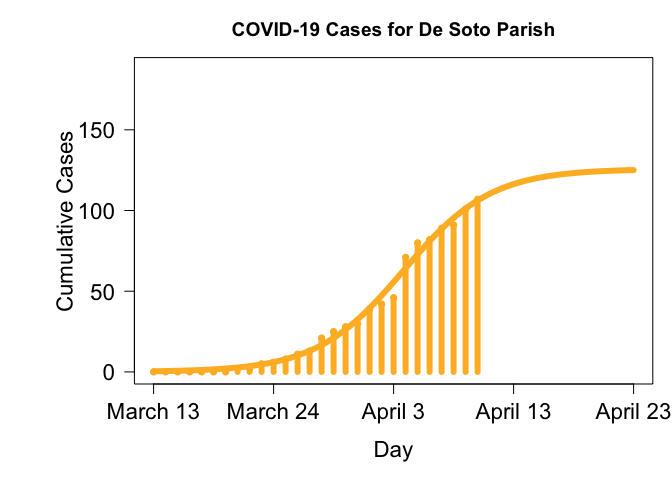 COVID-19 Cases for De Soto Parish
Cumulative Cases
150
100
50
0
March 13 March 24 April 3 April 13 April 23
Day